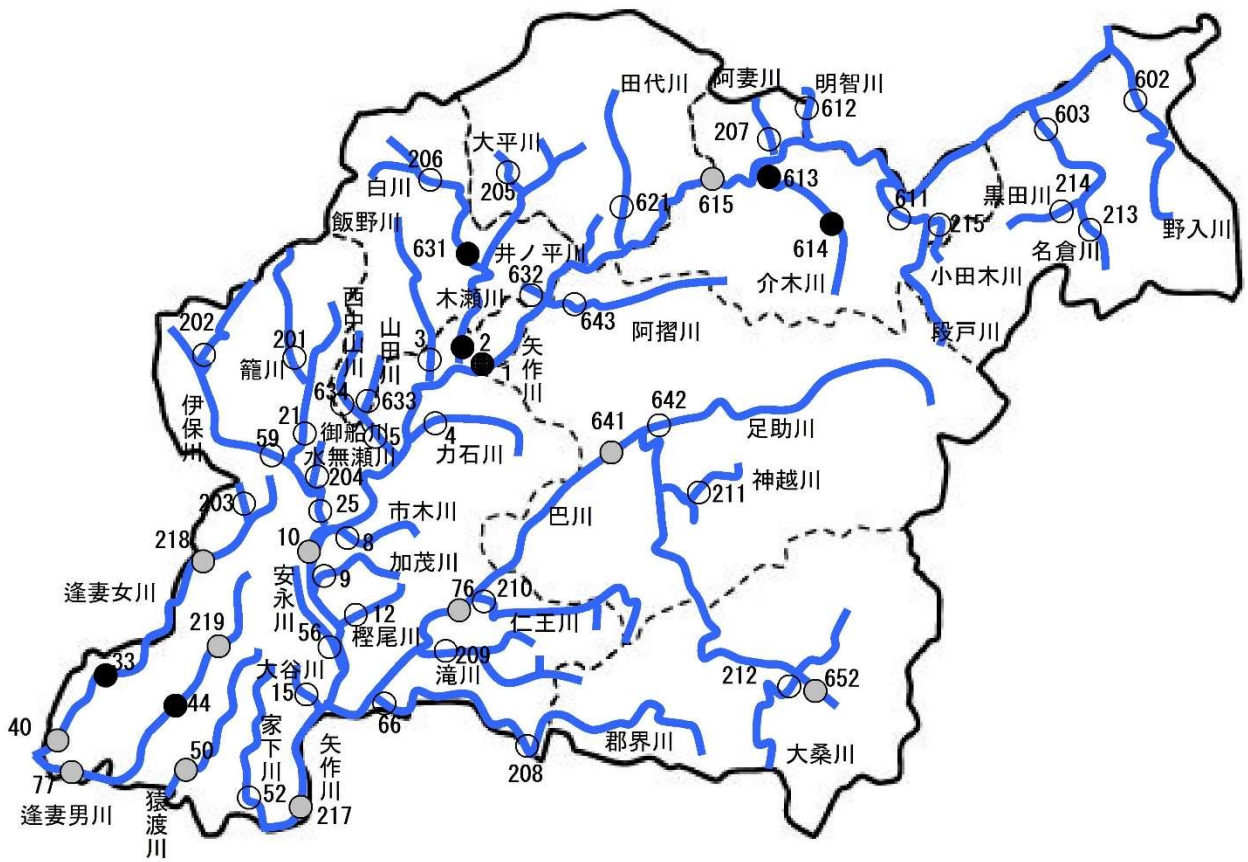 田代川
阿妻川
明智川
612
602
207
603
大平川
206
205
白川
615
613
611
614
黒田川
214
213
215
野入川
名倉川
小田木川
621
飯野川
631
井ノ平川
632
木瀬川
643
介木川
阿摺川
段戸川
202
201
西中山川
山田川
籠川
3
2
1
矢作川
634
633
伊保川
21
御船川
5
4
力石川
59
水無瀬川
204
641
642
足助川
203
25
211
神越川
市木川
巴川
218
10
8
加茂川
逢妻女川
安永川
9
76
210
219
12
仁王川
56
樫尾川
33
大谷川
209
滝川
15
44
212
652
66
40
家下川
矢作川
郡界川
50
208
大桑川
77
52
217
逢妻男川
猿渡川